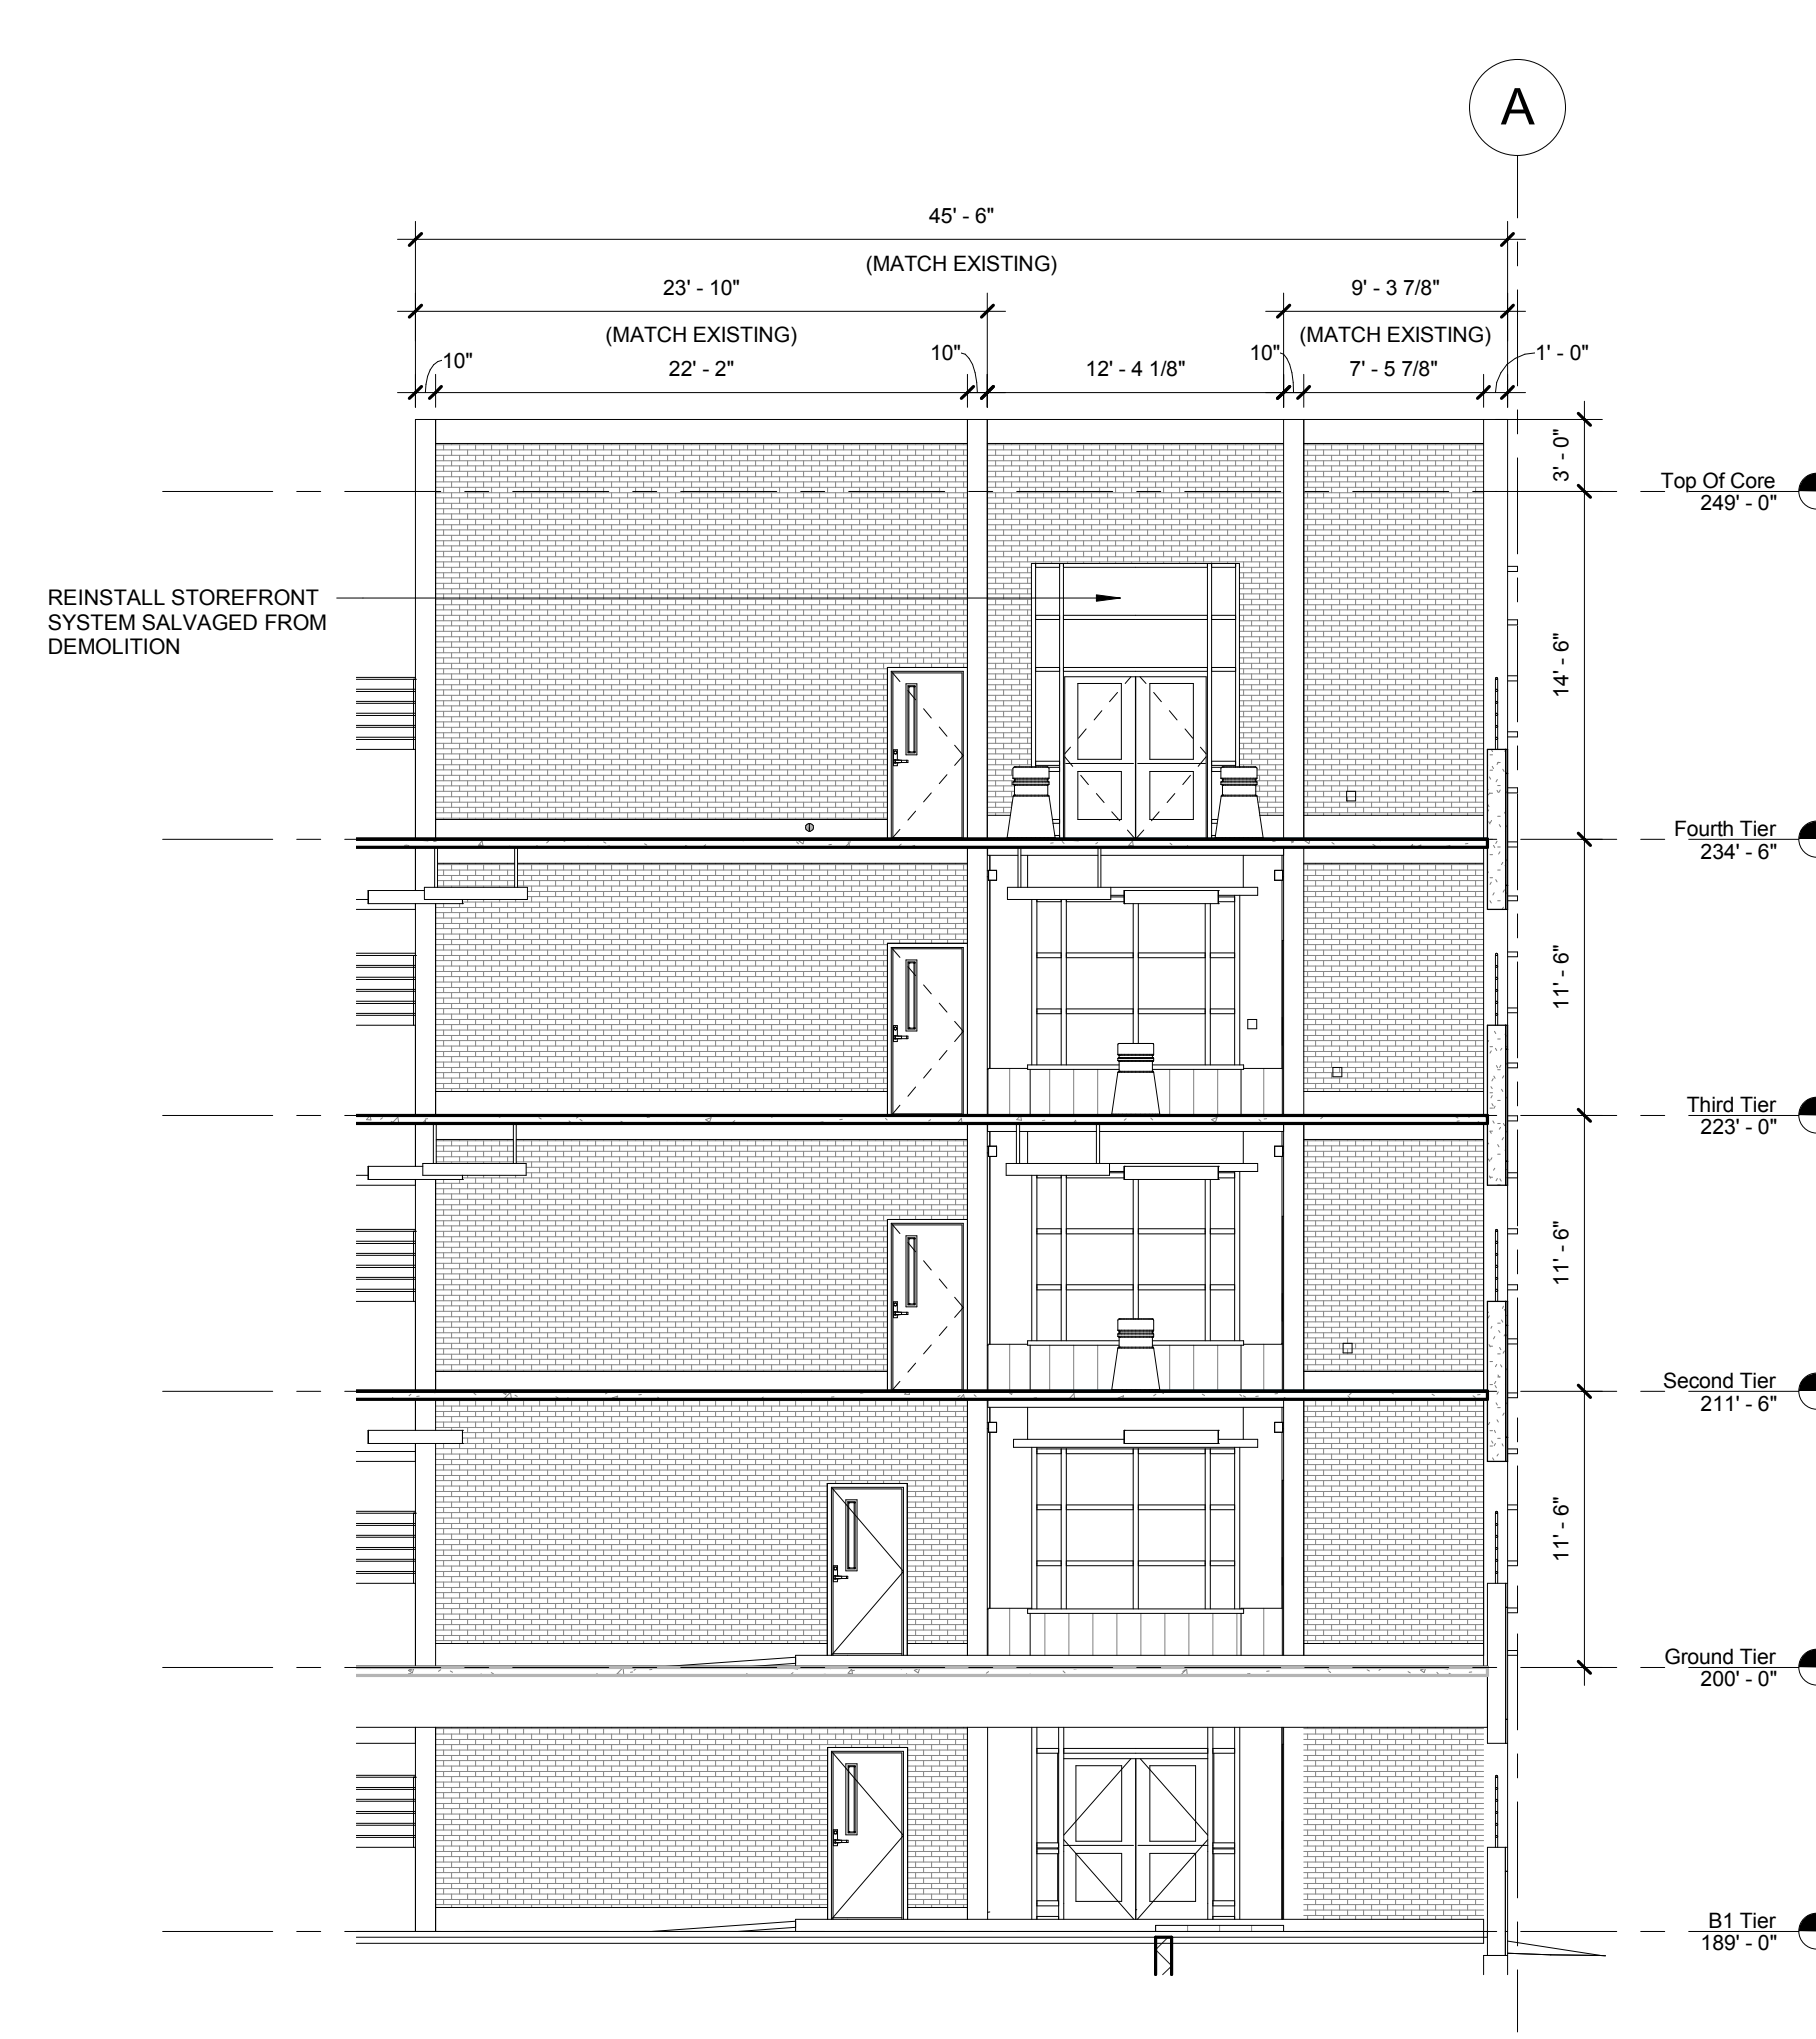 A
45' - 6"
(MATCH EXISTING)
23' - 10"
9' - 3 7/8"
(MATCH EXISTING)
(MATCH EXISTING)
10"
22' - 2"
10"
12' - 4 1/8"
10"
7' - 5 7/8"
1' - 0"
3' - 0"
Top Of Core
249' - 0"
REINSTALL STOREFRONT
SYSTEM SALVAGED FROM
DEMOLITION
14' - 6"
Fourth Tier
234' - 6"
11' - 6"
Third Tier
223' - 0"
11' - 6"
Second Tier
211' - 6"
11' - 6"
Ground Tier
200' - 0"
B1 Tier
189' - 0"